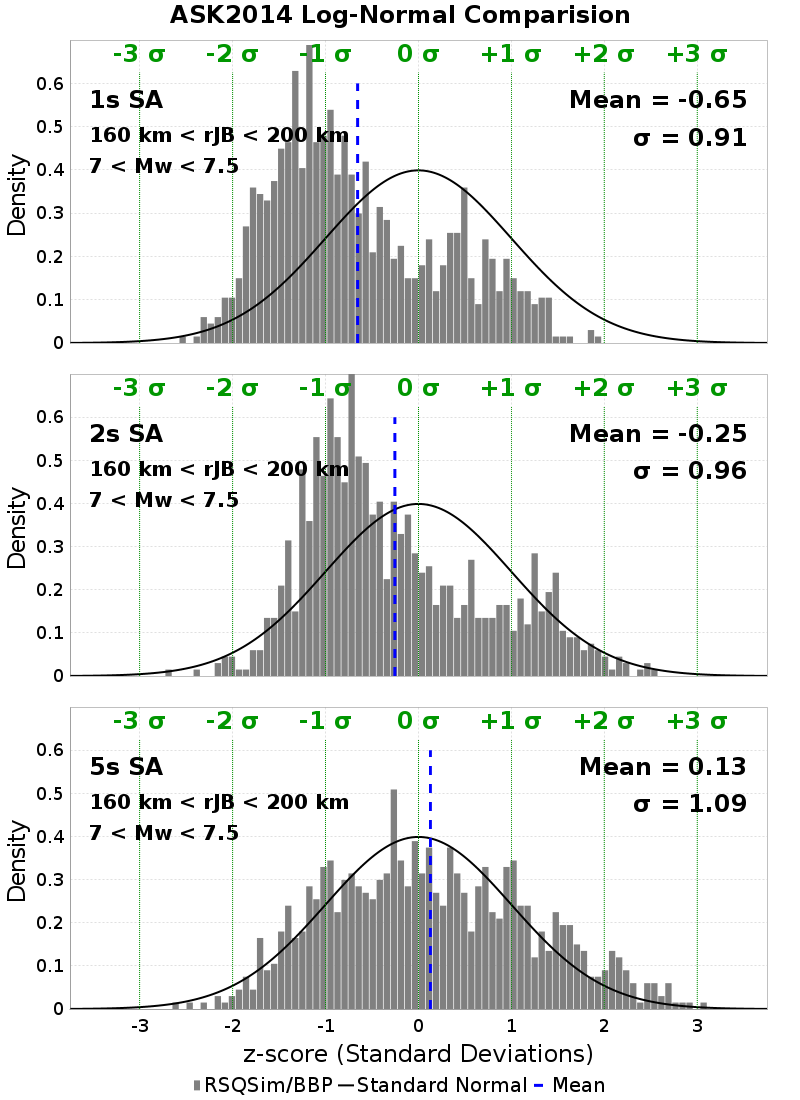 ASK2014 Log-Normal Comparision
-3 σ -2 σ -1 σ 0 σ +1 σ +2 σ +3 σ
0.6
1s SA Mean = -0.65
0.5
160 km < rJB < 200 km σ = 0.91
7 < Mw < 7.5
0.4
Density
0.3
0.2
0.1
0
-3 σ -2 σ -1 σ 0 σ +1 σ +2 σ +3 σ
0.6
2s SA Mean = -0.25
0.5
160 km < rJB < 200 km σ = 0.96
7 < Mw < 7.5
0.4
Density
0.3
0.2
0.1
0
-3 σ -2 σ -1 σ 0 σ +1 σ +2 σ +3 σ
0.6
5s SA Mean = 0.13
0.5
160 km < rJB < 200 km σ = 1.09
7 < Mw < 7.5
0.4
Density
0.3
0.2
0.1
0
-3 -2 -1 0 1 2 3
z-score (Standard Deviations)
RSQSim/BBP Standard Normal Mean